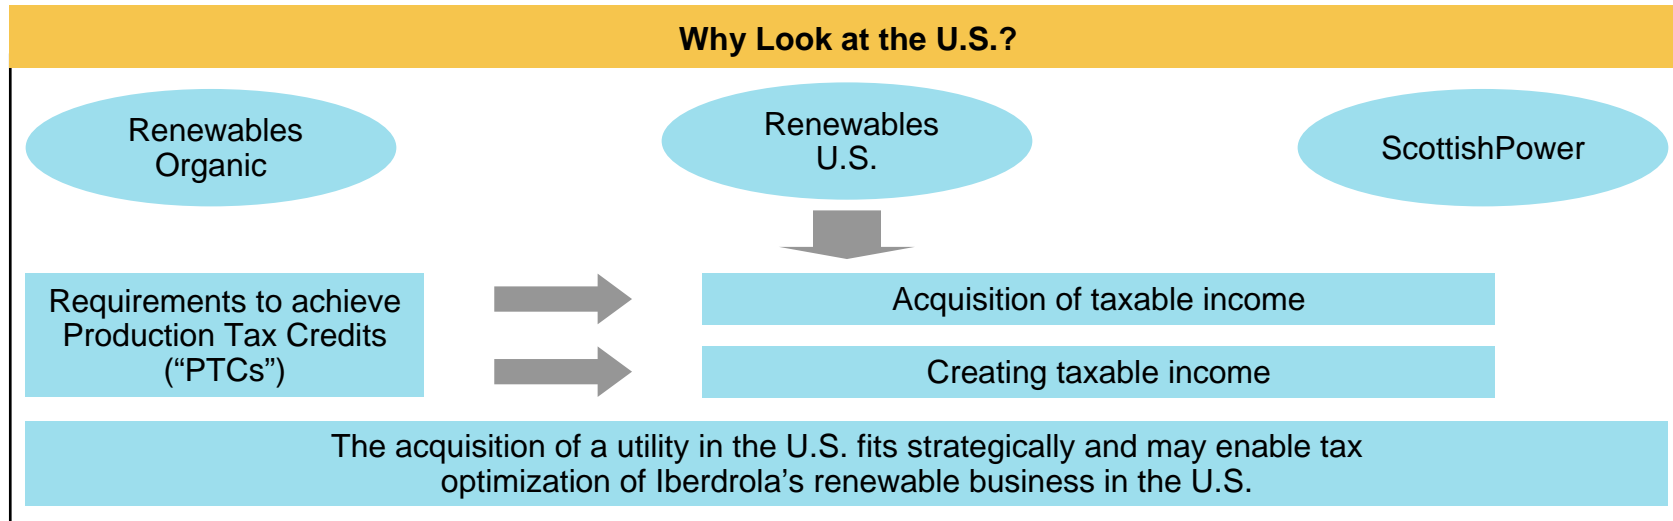 Why Look at the U.S.?
Renewables
Organic
Renewables
U.S.
ScottishPower
Requirements to achieve
Production Tax Credits
(“PTCs”)
Acquisition of taxable income
Creating taxable income
The acquisition of a utility in the U.S. fits strategically and may enable tax
optimization of Iberdrola’s renewable business in the U.S.